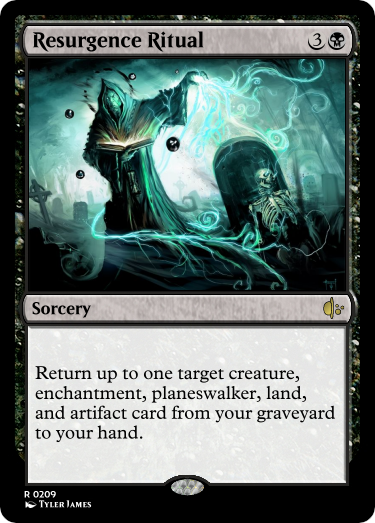 Resurgence Ritual 3
Sorcery
Return up to one target creature,
enchantment, planeswalker, land,
and artifact card from your graveyard
to your hand.
R 0209
Tyler James